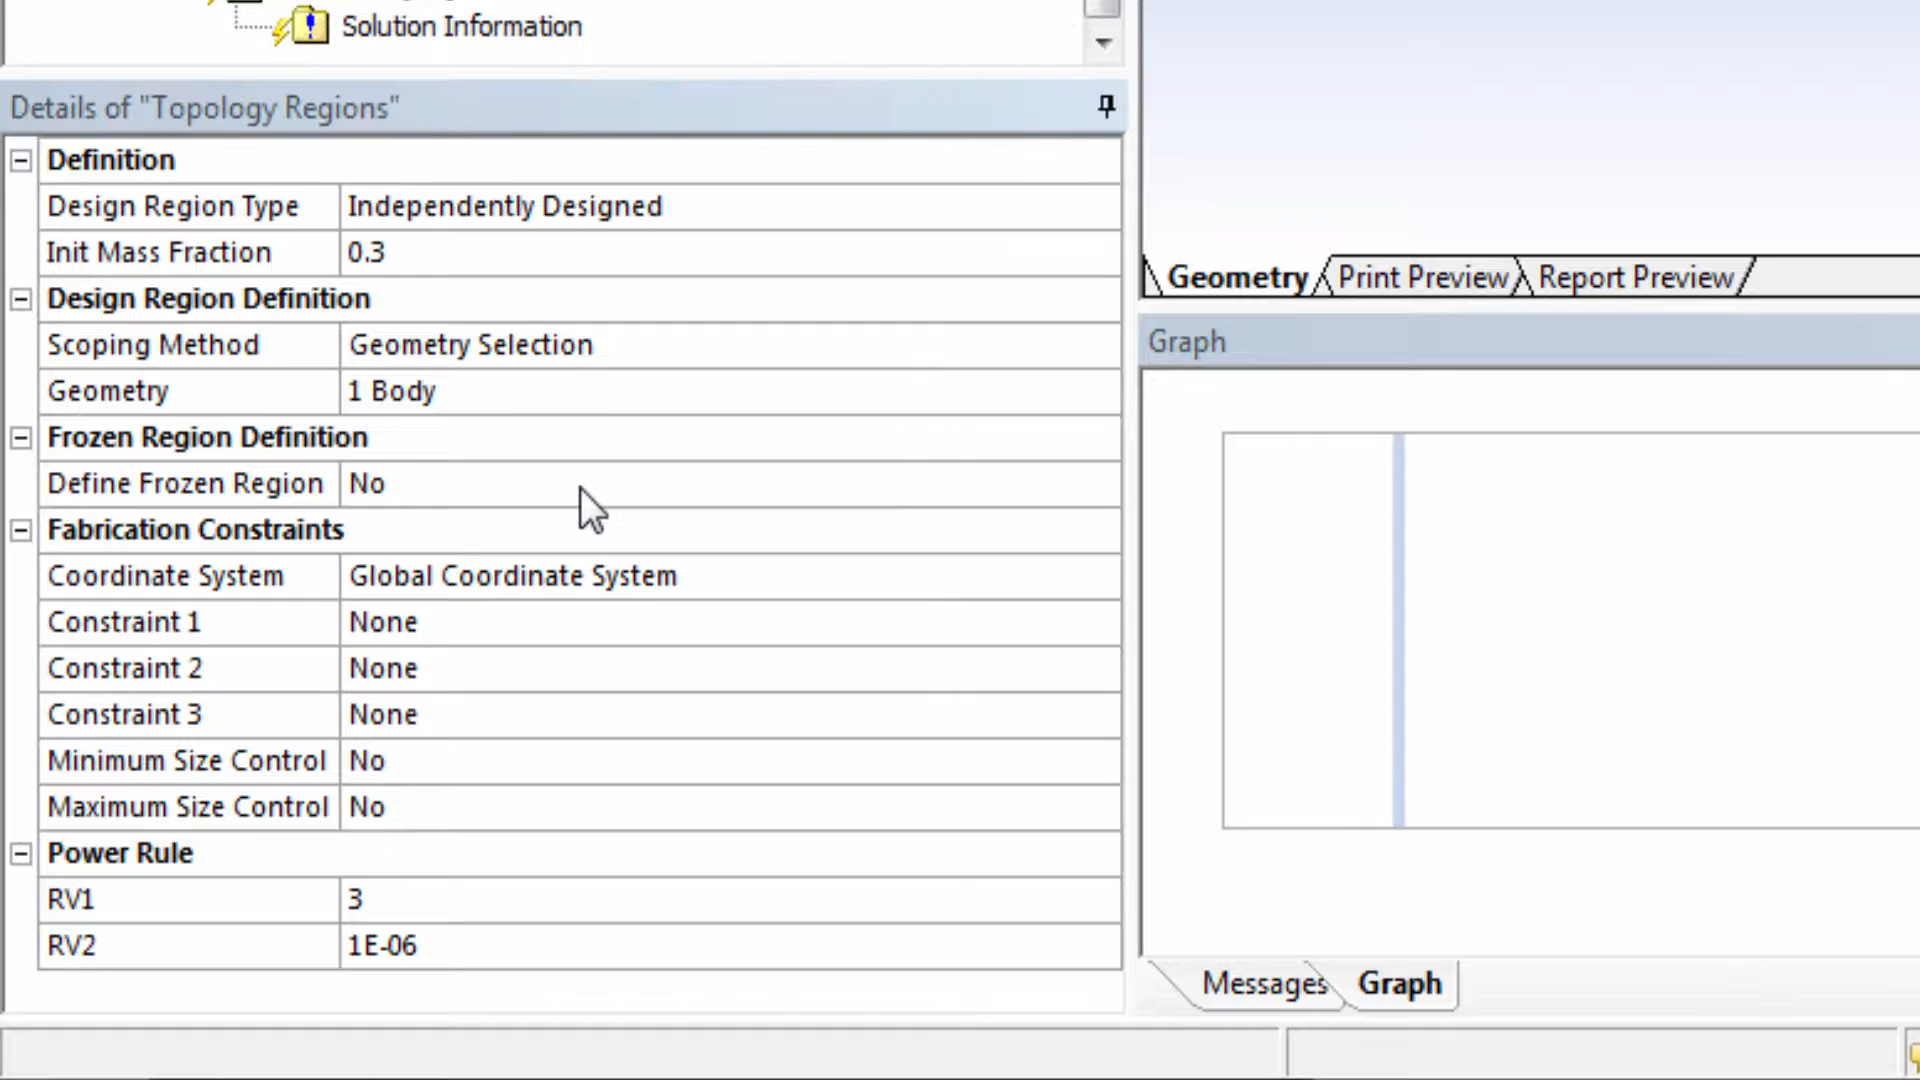 Solution Information
Details of "Topology Regions"
Definition
Design Region Type Independently Designed
Init Mass Fraction 0.3
Design Region Definition
Scoping Method Geometry Selection
Geometry 1 Body
Frozen Region Definition
Define Frozen Region No
Fabrication Constraints
Coordinate System Global Coordinate System
Constraint 1 None
Constraint 2 None
Constraint 3 None
Minimum Size Control No
Maximum Size Control No
Power Rule
RV1 3
RV2 1E-06
Geometry Print Preview Report Preview
Graph
Messages Graph